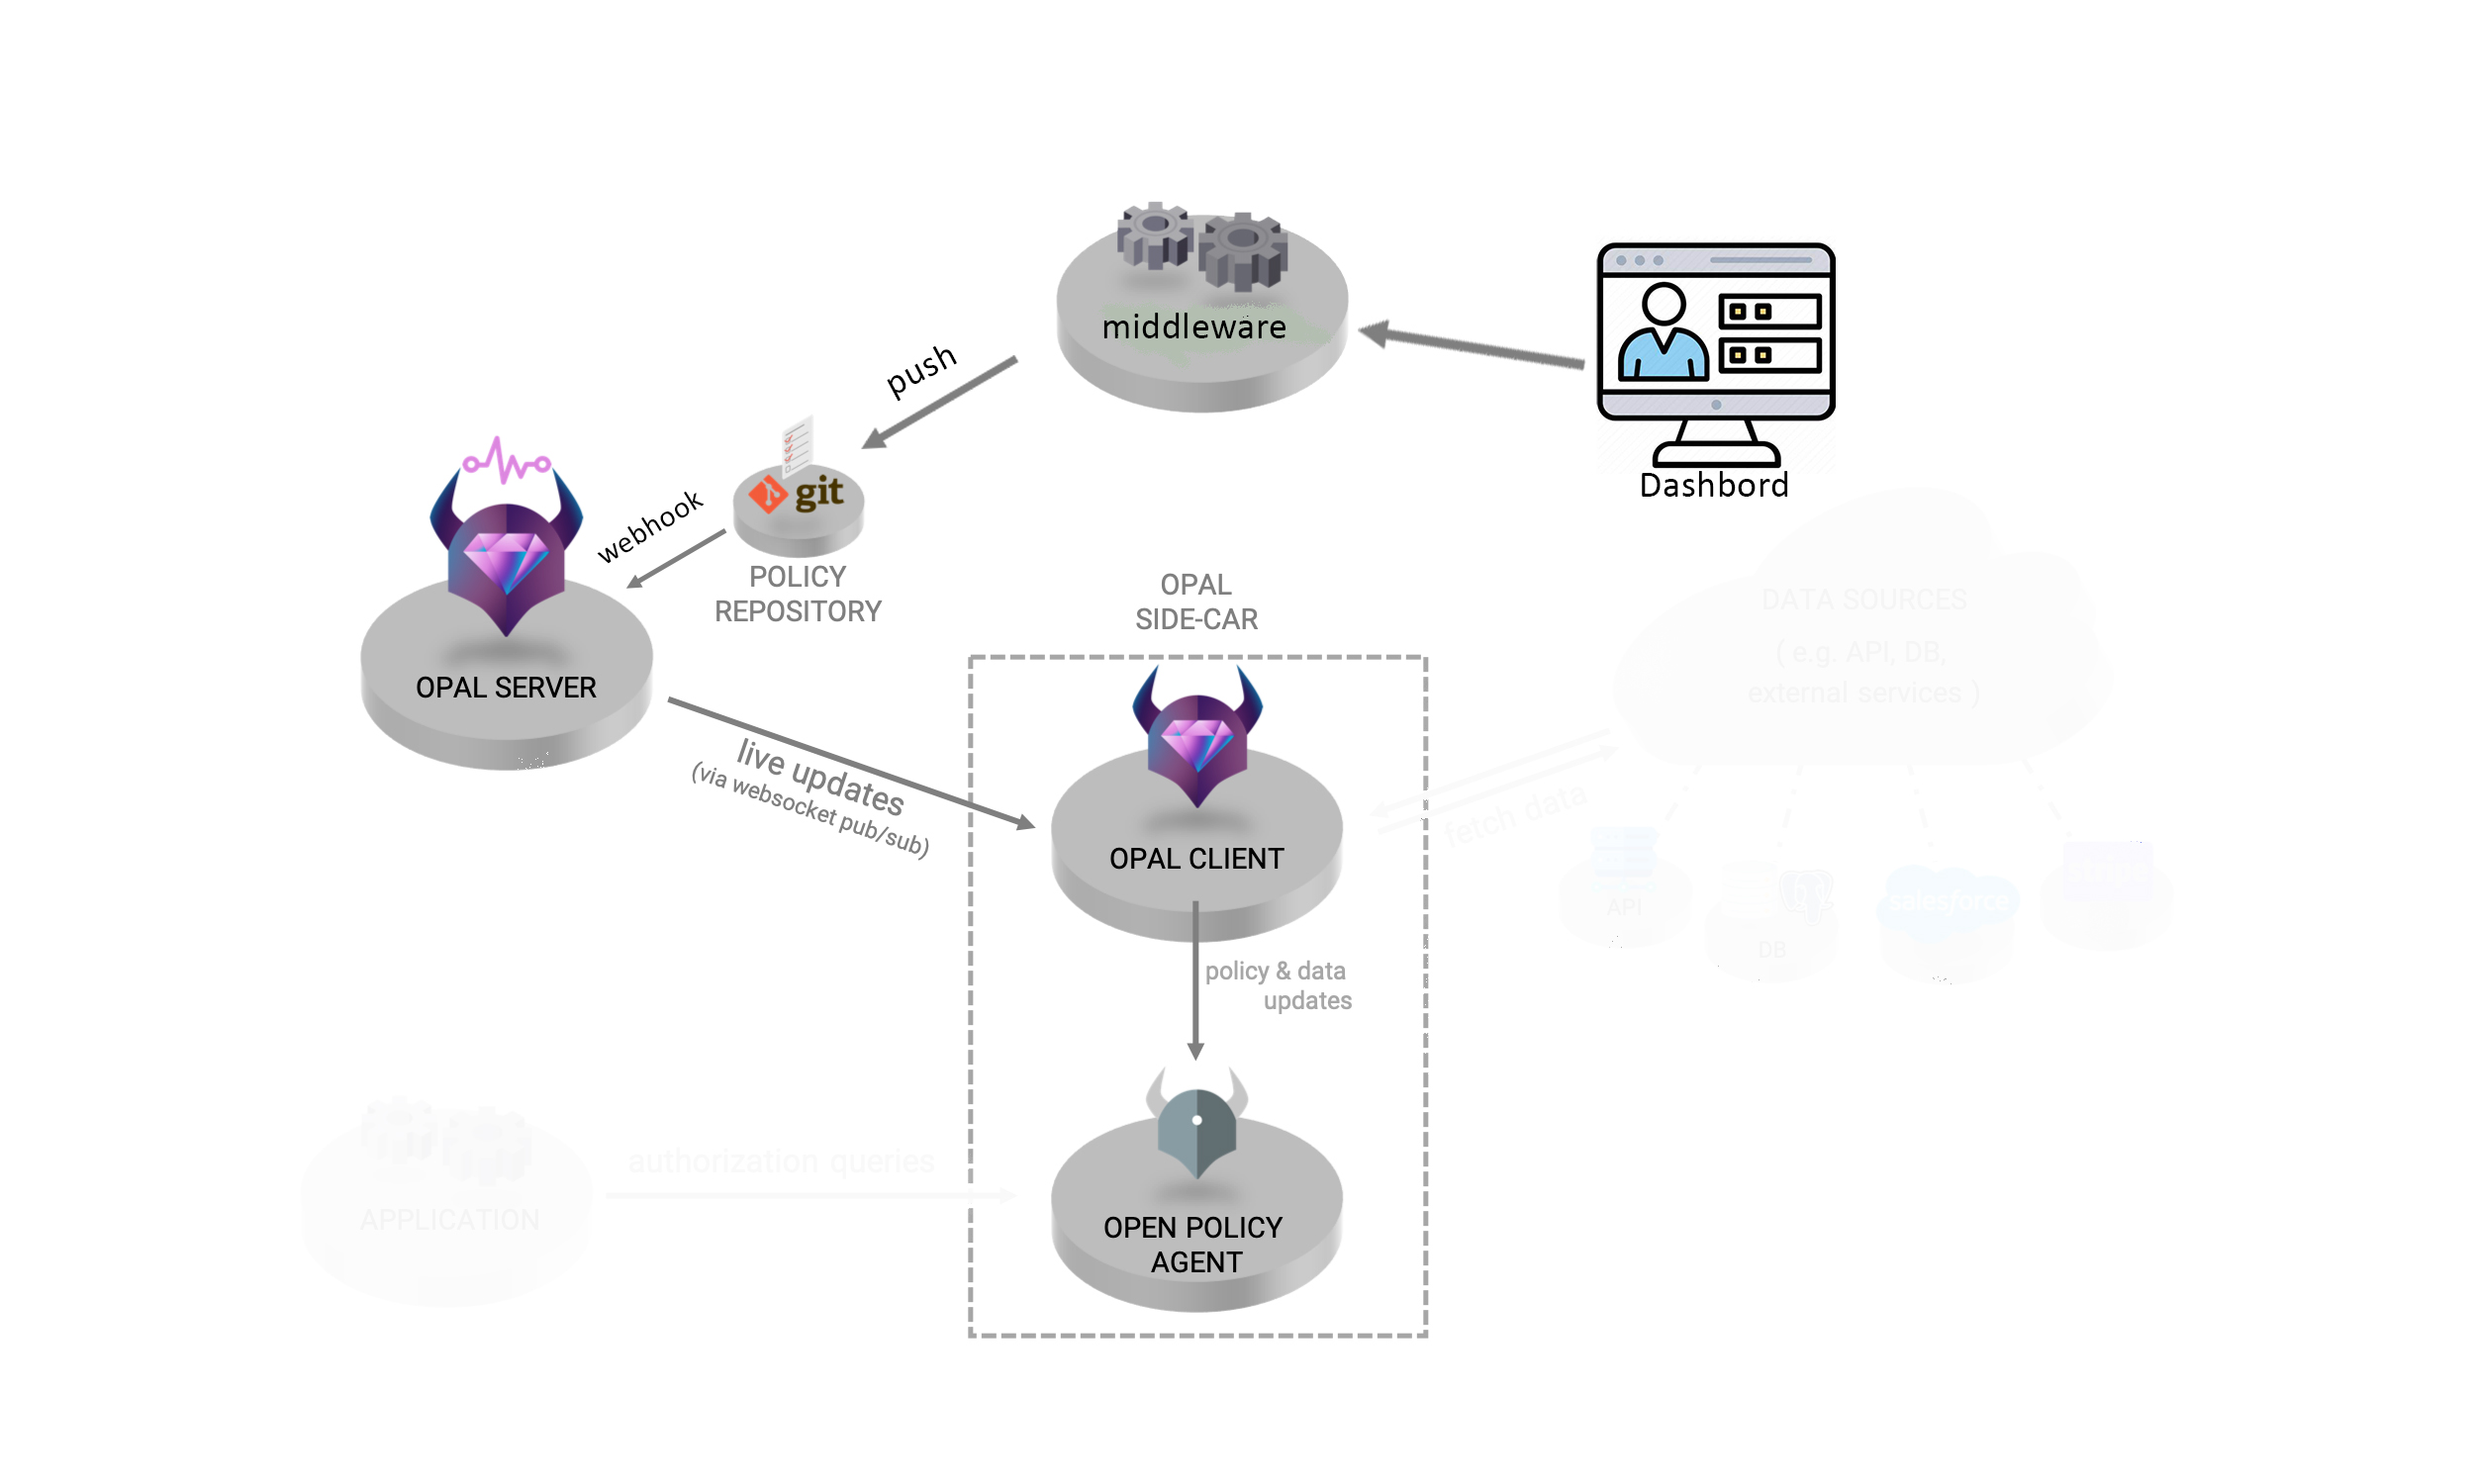 middleware
push
Dashbord
git
webhook
POLICY
REPOSITORY
OPAL
SIDE-CAR
DATA SOURCES
( e.g. API, DB,
external services )
OPAL SERVER
live updates
(via websocket pub/sub)
OPAL CLIENT
fetch data
API
DB
salesforce
policy & data
updates
authorization queries
APPLICATION
OPEN POLICY
AGENT